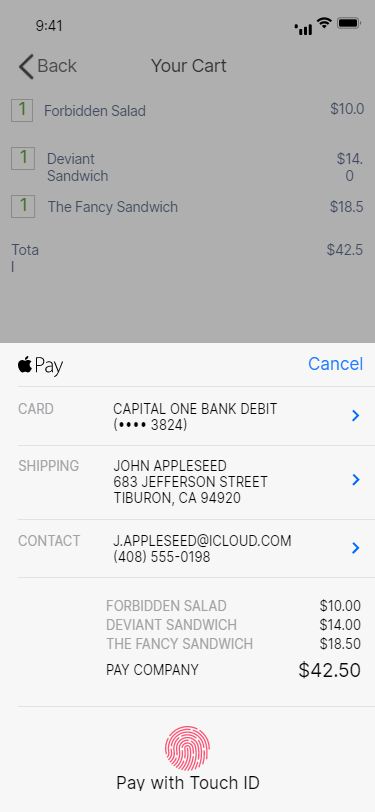 9:41
Back Your Cart
1 Forbidden Salad $10.0
1 Deviant $14.
Sandwich 0
1 The Fancy Sandwich $18.5
Tota $42.5
l
Pay Cancel
CARD CAPITAL ONE BANK DEBIT
(•••• 3824)
SHIPPING JOHN APPLESEED
683 JEFFERSON STREET
TIBURON, CA 94920
CONTACT J.APPLESEED@ICLOUD.COM
(408) 555-0198
FORBIDDEN SALAD $10.00
DEVIANT SANDWICH $14.00
THE FANCY SANDWICH $18.50
PAY COMPANY $42.50
Pay with Touch ID